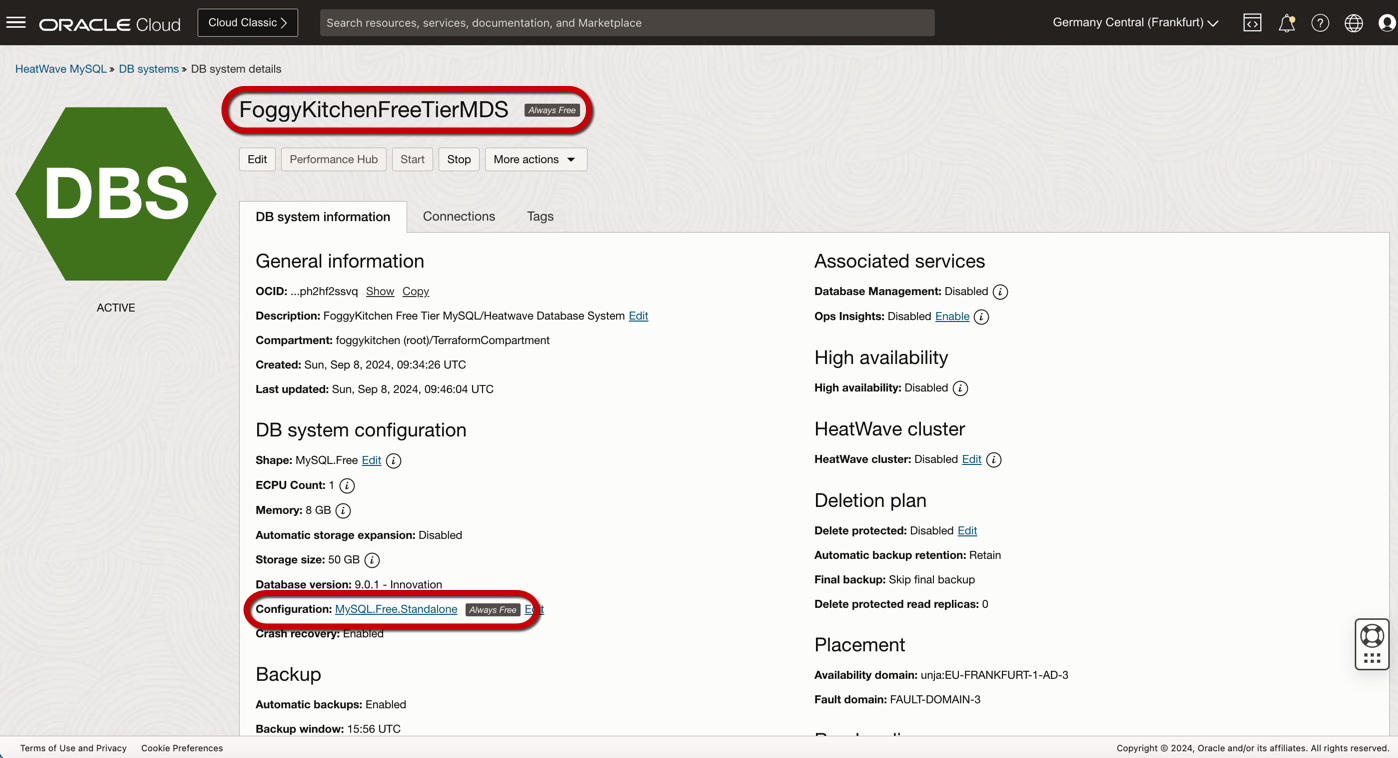 ORACLE Cloud
Cloud Classic
Search resources, services, documentation, and Marketplace
Germany Central (Frankfurt)
HeatWave MySQL » DB systems » DB system details
DBS
ACTIVE
FoggyKitchenFreeTierMDS Always Free
Edit Performance Hub Start Stop More actions
DB system information Connections Tags
General information
OCID: ...ph2hf2ssvq Show Copy
Description: FoggyKitchen Free Tier MySQL/Heatwave Database System Edit
Compartment: foggykitchen (root)/TerraformCompartment
Created: Sun, Sep 8, 2024, 09:34:26 UTC
Last updated: Sun, Sep 8, 2024, 09:46:04 UTC
DB system configuration
Shape: MySQL.Free Edit
ECPU Count: 1
Memory: 8 GB
Automatic storage expansion: Disabled
Storage size: 50 GB
Database version: 9.0.1 - Innovation
Configuration: MySQL.Free.Standalone Always Free Edit
Crash recovery: Enabled
Backup
Automatic backups: Enabled
Backup window: 15:56 UTC
Associated services
Database Management: Disabled
Ops Insights: Disabled Enable
High availability
High availability: Disabled
HeatWave cluster
HeatWave cluster: Disabled Edit
Deletion plan
Delete protected: Disabled Edit
Automatic backup retention: Retain
Final backup: Skip final backup
Delete protected read replicas: 0
Placement
Availability domain: unja:EU-FRANKFURT-1-AD-3
Fault domain: FAULT-DOMAIN-3
Terms of Use and Privacy Cookie Preferences
Copyright © 2024, Oracle and/or its affiliates. All rights reserved.